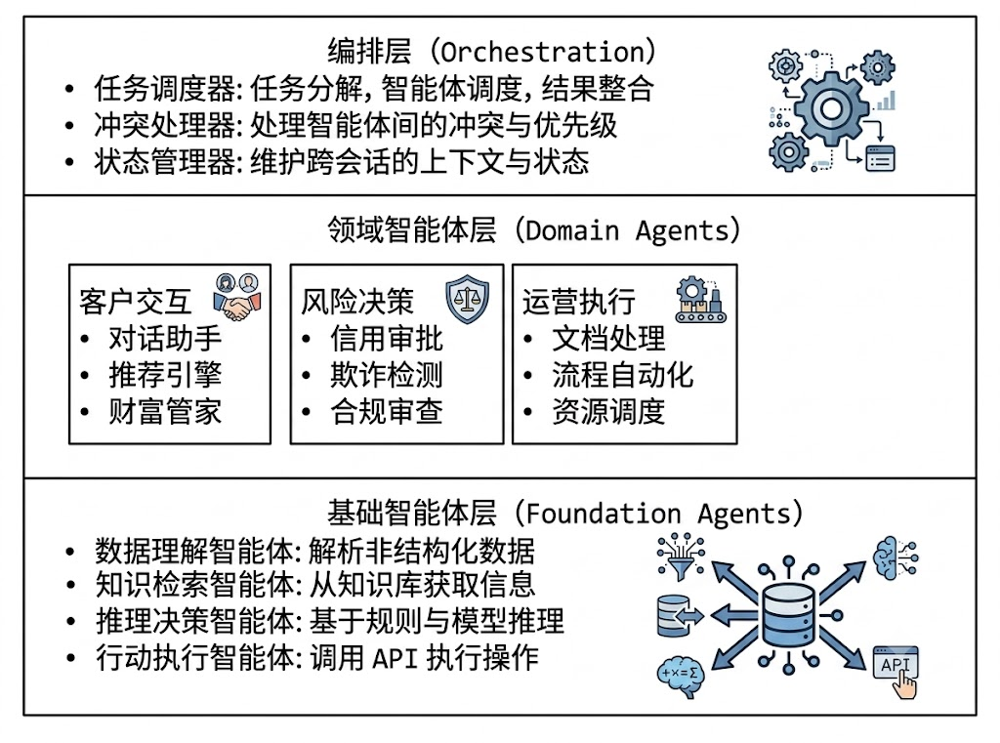 编排层（Orchestration）
• 任务调度器: 任务分解, 智能体调度, 结果整合
• 冲突处理器: 处理智能体间的冲突与优先级
• 状态管理器: 维护跨会话的上下文与状态
领域智能体层（Domain Agents）
客户交互
• 对话助手
• 推荐引擎
• 财富管家
风险决策
• 信用审批
• 欺诈检测
• 合规审查
运营执行
• 文档处理
• 流程自动化
• 资源调度
基础智能体层（Foundation Agents）
• 数据理解智能体: 解析非结构化数据
• 知识检索智能体: 从知识库获取信息
• 推理决策智能体: 基于规则与模型推理
• 行动执行智能体: 调用 API 执行操作
+×=Σ
API